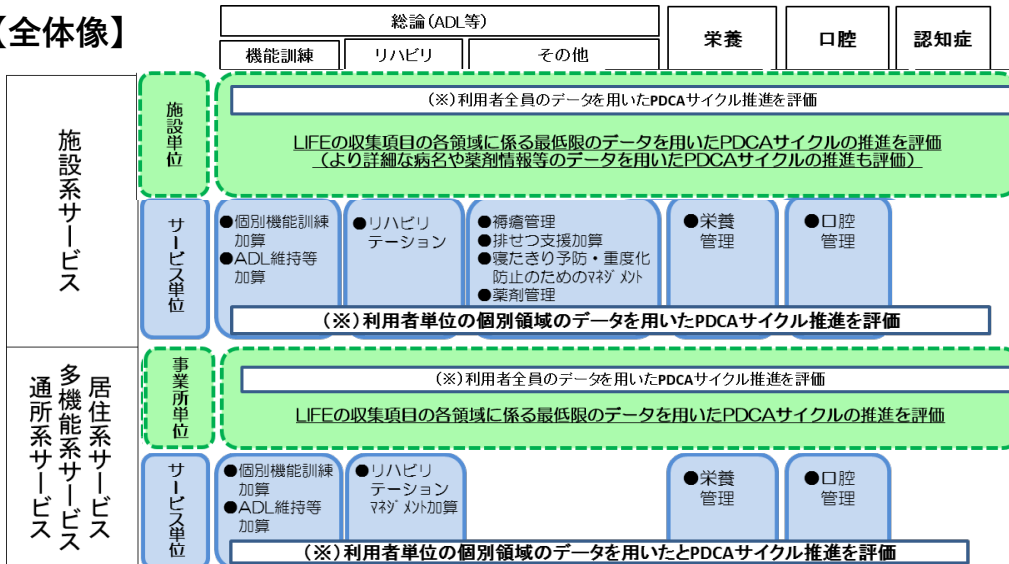 【全体像】
総論(ADL等)
機能訓練
リハビリ
その他
栄養
口腔
認知症
施設系サービス
施設単位
(※)利用者全員のデータを用いたPDCAサイクル推進を評価
LIFEの収集項目の各領域に係る最低限のデータを用いたPDCAサイクルの推進を評価
(より詳細な病名や薬剤情報等のデータを用いたPDCAサイクルの推進も評価)
サービス単位
●個別機能訓練
加算
●ADL維持等
加算
●リハビリ
テーション
●褥瘡管理
●排せつ支援加算
●寝たきり予防・重度化
防止のためのマネジメント
●薬剤管理
●栄養
管理
●口腔
管理
(※)利用者単位の個別領域のデータを用いたPDCAサイクル推進を評価
居住系サービス
多機能系サービス
通所系サービス
事業所単位
(※)利用者全員のデータを用いたPDCAサイクル推進を評価
LIFEの収集項目の各領域に係る最低限のデータを用いたPDCAサイクルの推進を評価
サービス単位
●個別機能訓練
加算
●ADL維持等
加算
●リハビリ
テーション
マネジメント加算
●栄養
管理
●口腔
管理
(※)利用者単位の個別領域のデータを用いたとPDCAサイクル推進を評価